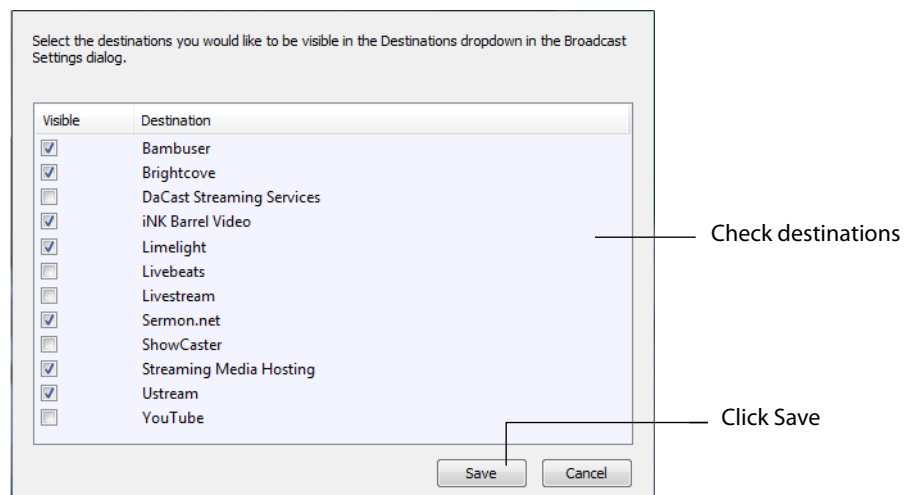 Select the destinations you would like to be visible in the Destinations dropdown in the Broadcast
Settings dialog.
Visible Destination
Bambuser
Brightcove
DaCast Streaming Services
iNK Barrel Video
Check destinations
Limelight
Livebeats
Livestream
Sermon.net
ShowCaster
Streaming Media Hosting
Ustream
YouTube
Click Save
Save Cancel